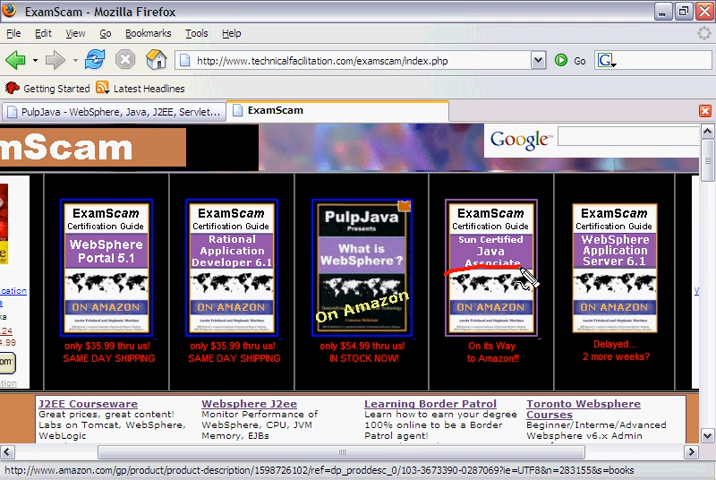 ExamScam - Mozilla Firefox
File Edit View Go Bookmarks Tools Help
http://www.technicalfacilitation.com/examscam/index.php
Go
G
Getting Started Latest Headlines
PulpJava - WebSphere, Java, J2EE, Servlet...
ExamScam
mScam
Google
ExamScam
Certification Guide
WebSphere
Portal 5.1
ON AMAZON
only $35.99 thru us!
SAME DAY SHIPPING
ExamScam
Certification Guide
Rational
Application
Developer 6.1
ON AMAZON
only $35.99 thru us!
SAME DAY SHIPPING
PulpJava
Presents
What is
WebSphere?
On Amazon
only $54.99 thru us!
IN STOCK NOW!
ExamScam
Certification Guide
Sun Certified
Java
Associate
ON AMAZON
On its Way
to Amazon!!!
ExamScam
Certification Guide
WebSphere
Application
Server 6.1
ON AMAZON
Delayed...
2 more weeks?
cation
ka
.24
.99
om
cation
J2EE Courseware
Great prices, great content!
Labs on Tomcat, WebSphere,
WebLogic
Websphere J2ee
Monitor Performance of
WebSphere, CPU, JVM
Memory, EJBs
Learning Border Patrol
Learn how to earn your degree
100% online to be a Border
Patrol agent!
Toronto Websphere
Courses
Beginner/Interme/Advanced
Websphere v6.x Admin
http://www.amazon.com/gp/product/product-description/1598726102/ref=dp_proddesc_0/103-3673390-0287069?ie=UTF8&n=283155&s=books